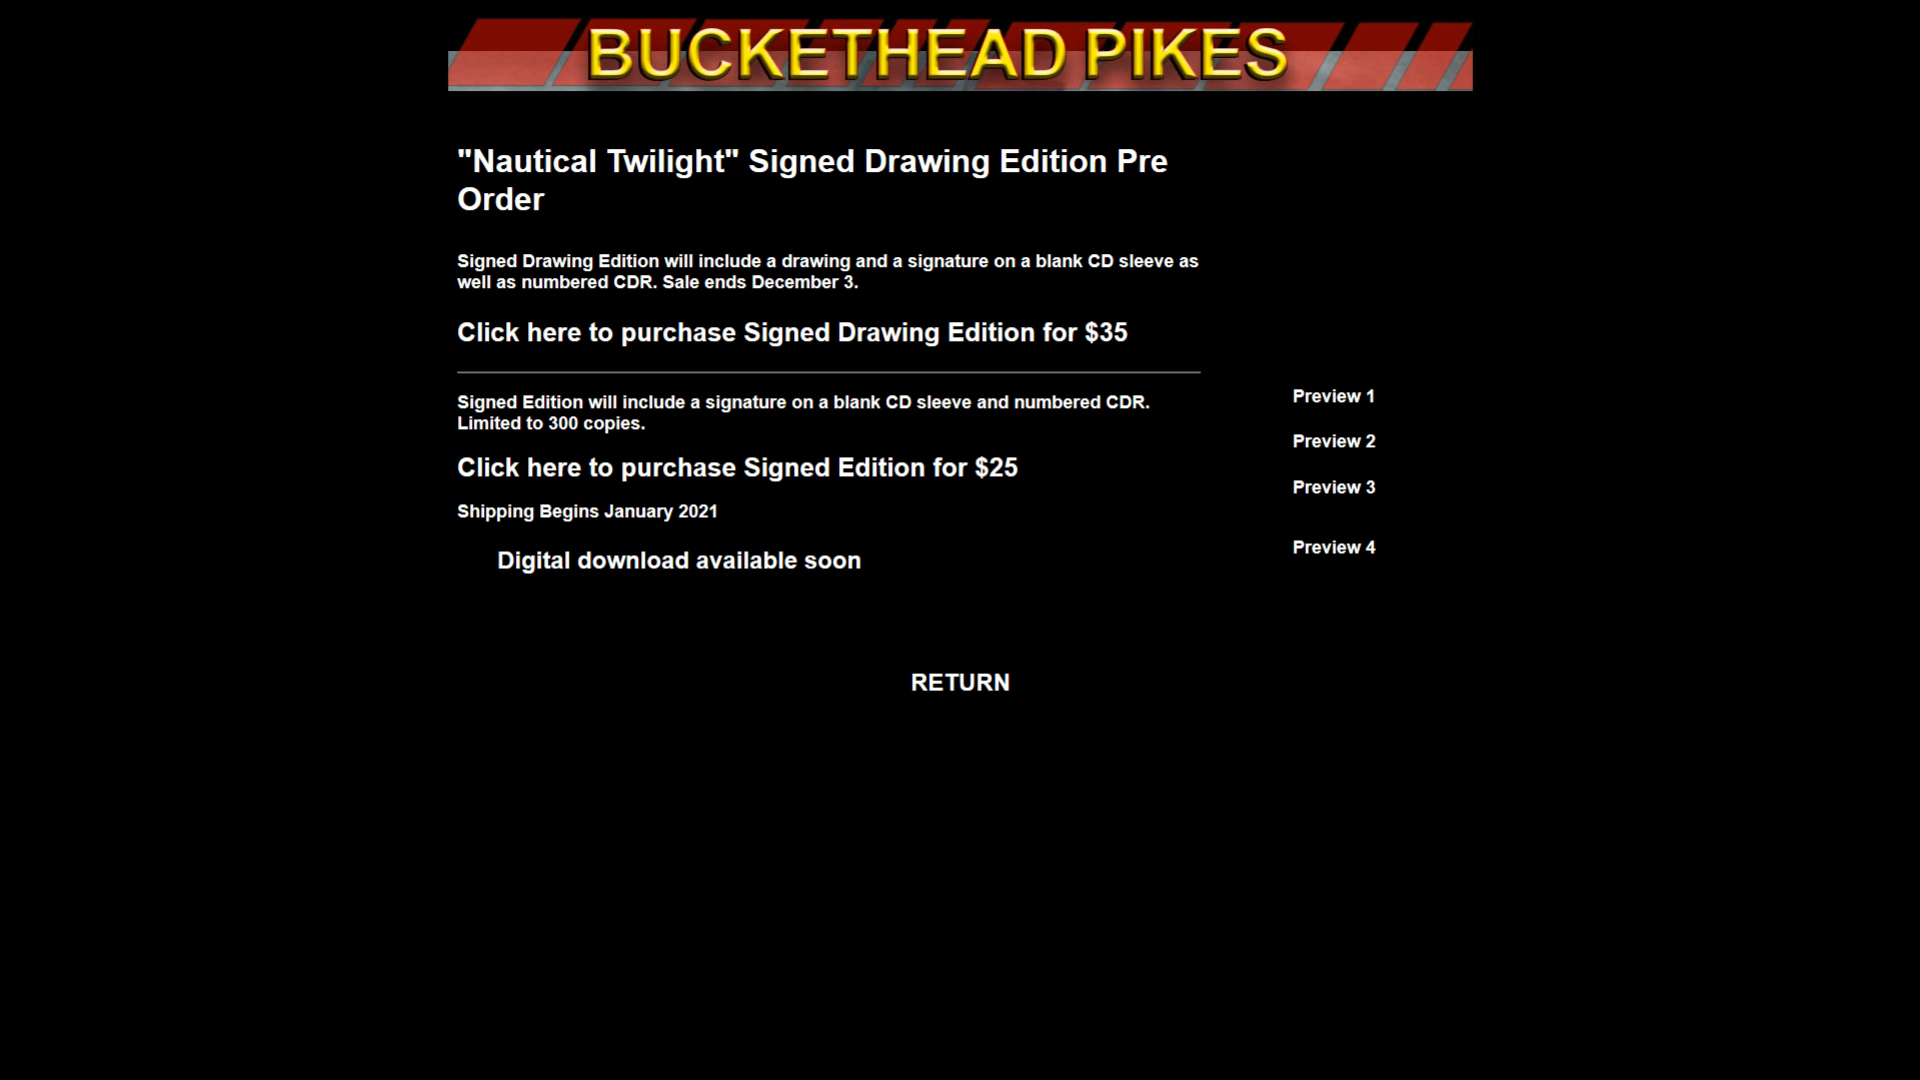 BUCKETHEAD PIKES
"Nautical Twilight" Signed Drawing Edition Pre
Order
Signed Drawing Edition will include a drawing and a signature on a blank CD sleeve as
well as numbered CDR. Sale ends December 3.
Click here to purchase Signed Drawing Edition for $35
Signed Edition will include a signature on a blank CD sleeve and numbered CDR.
Limited to 300 copies.
Click here to purchase Signed Edition for $25
Shipping Begins January 2021
Digital download available soon
Preview 1
Preview 2
Preview 3
Preview 4
RETURN